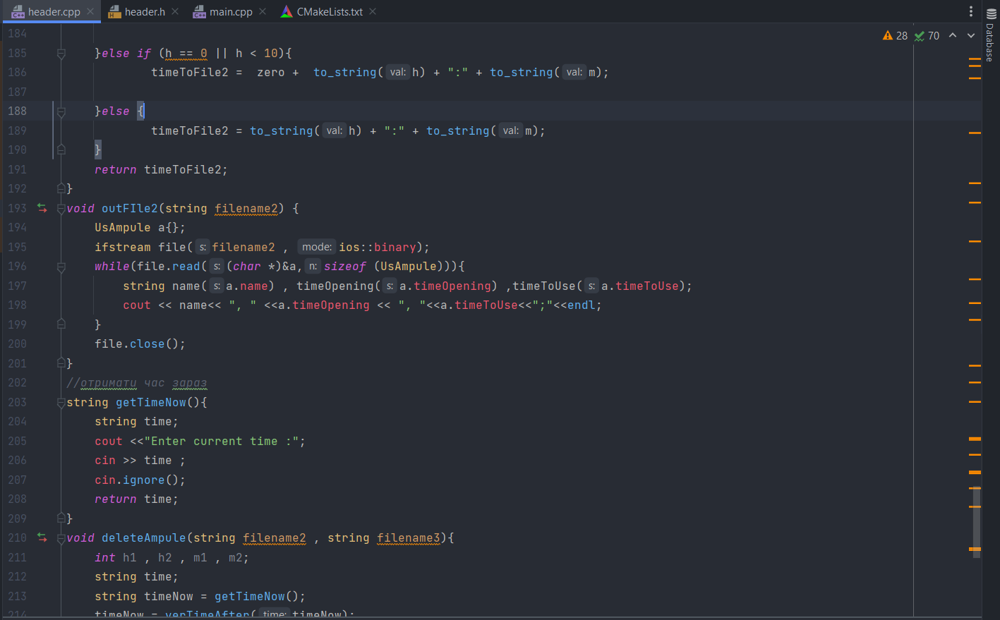 header.cpp header.h main.cpp CMakeLists.txt
Database
28 70
184
185 }else if (h == 0 || h < 10){
186 timeToFile2 =  zero +  to_string( val: h) + ":" + to_string( val: m);
187
188 }else {
189 timeToFile2 = to_string( val: h) + ":" + to_string( val: m);
190 }
191 return timeToFile2;
192 }
193 void outFIle2(string filename2) {
194 UsAmpule a{};
195 ifstream file( s: filename2 , mode: ios::binary);
196 while(file.read( s: (char *)&a, n: sizeof (UsAmpule))){
197 string name( s: a.name) , timeOpening( s: a.timeOpening) ,timeToUse( s: a.timeToUse);
198 cout << name<< ", " <<a.timeOpening << ", "<<a.timeToUse<<";"<<endl;
199 }
200 file.close();
201 }
202 //отримати час зараз
203 string getTimeNow(){
204 string time;
205 cout <<"Enter current time :";
206 cin >> time ;
207 cin.ignore();
208 return time;
209 }
210 void deleteAmpule(string filename2 , string filename3){
211 int h1 , h2 , m1 , m2;
212 string time;
213 string timeNow = getTimeNow();
214 timeNow = verTimeAfter( time: timeNow);